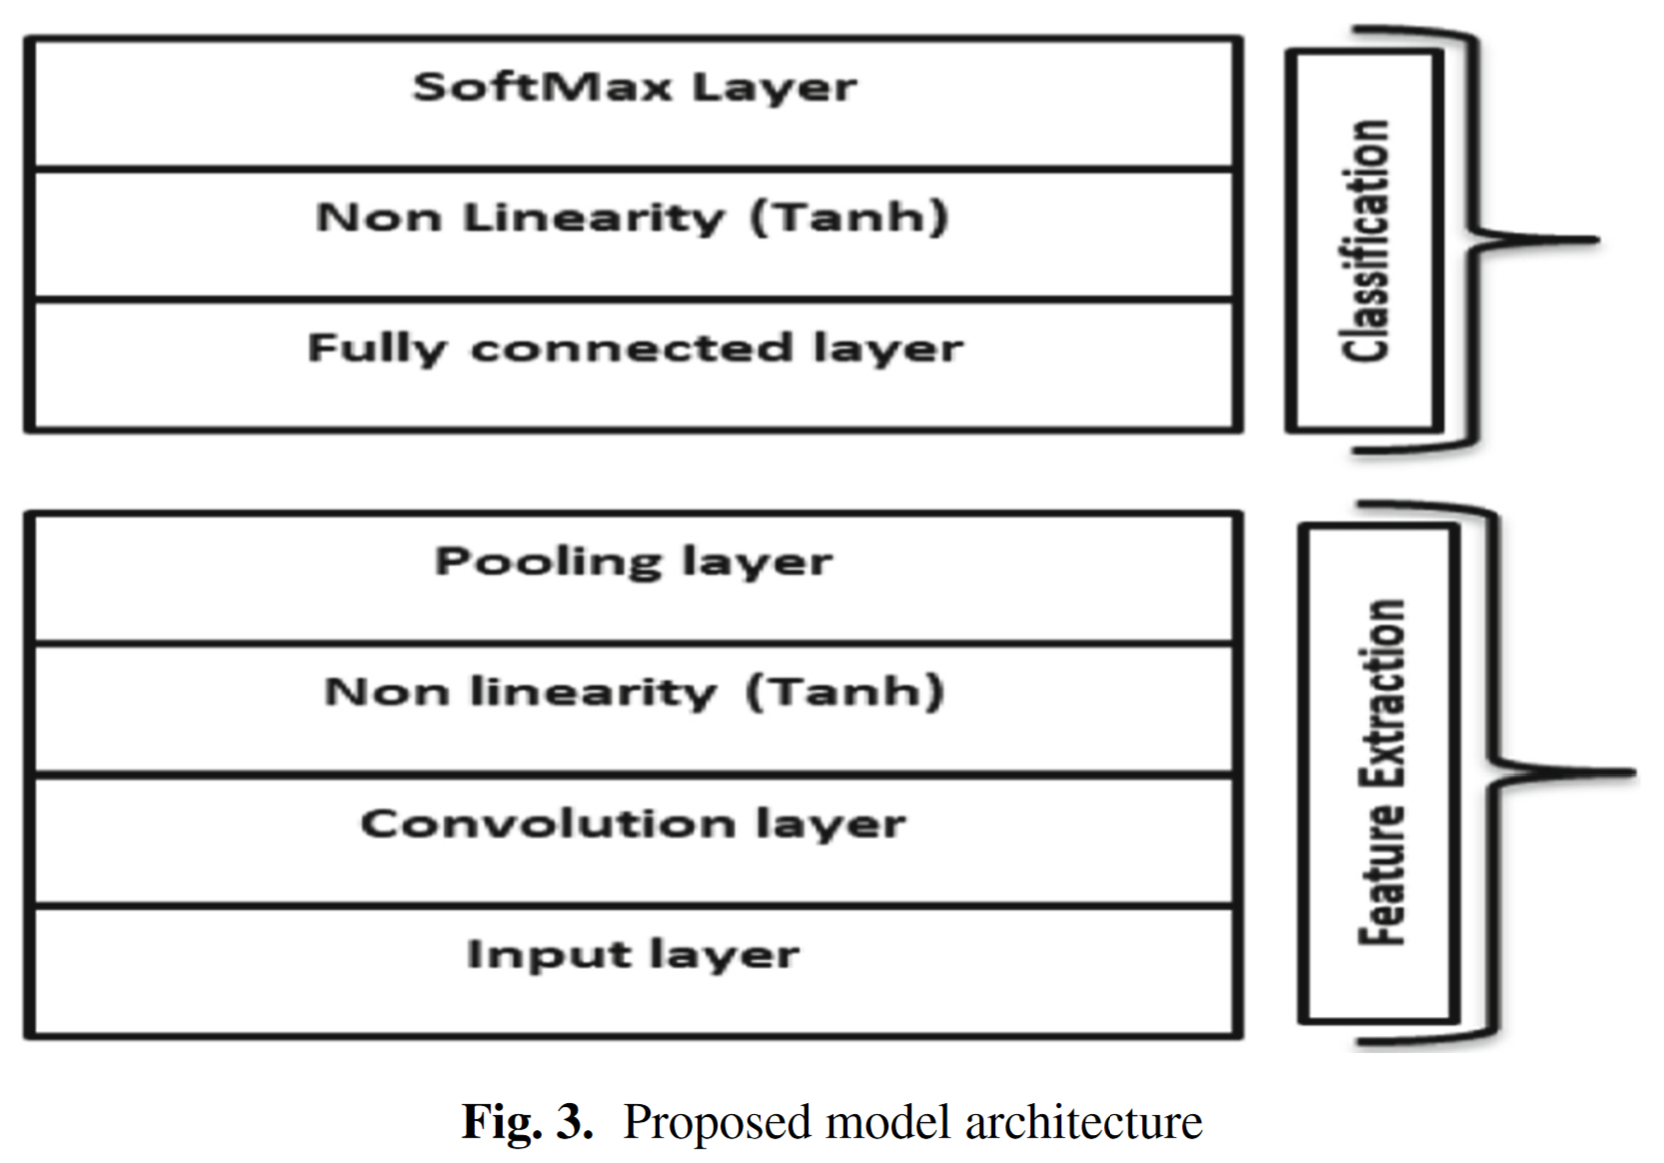 SoftMax Layer
Non Linearity (Tanh)
Fully connected layer
Classification
Pooling layer
Non linearity (Tanh)
Convolution layer
Input layer
Feature Extraction
Fig. 3. Proposed model architecture